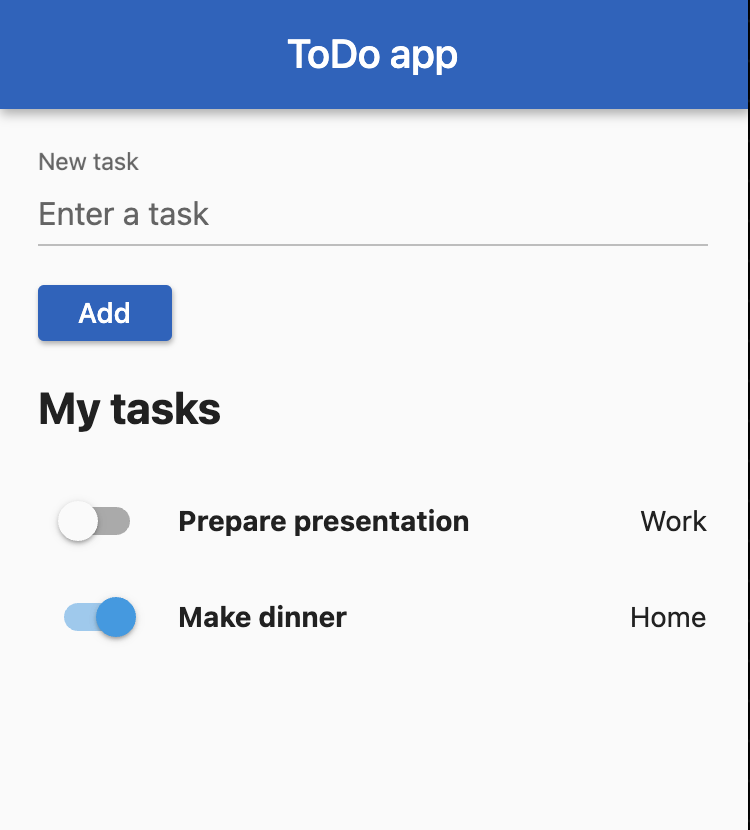 ToDo app
New task
Enter a task
Add
My tasks
Prepare presentation Work
Make dinner Home